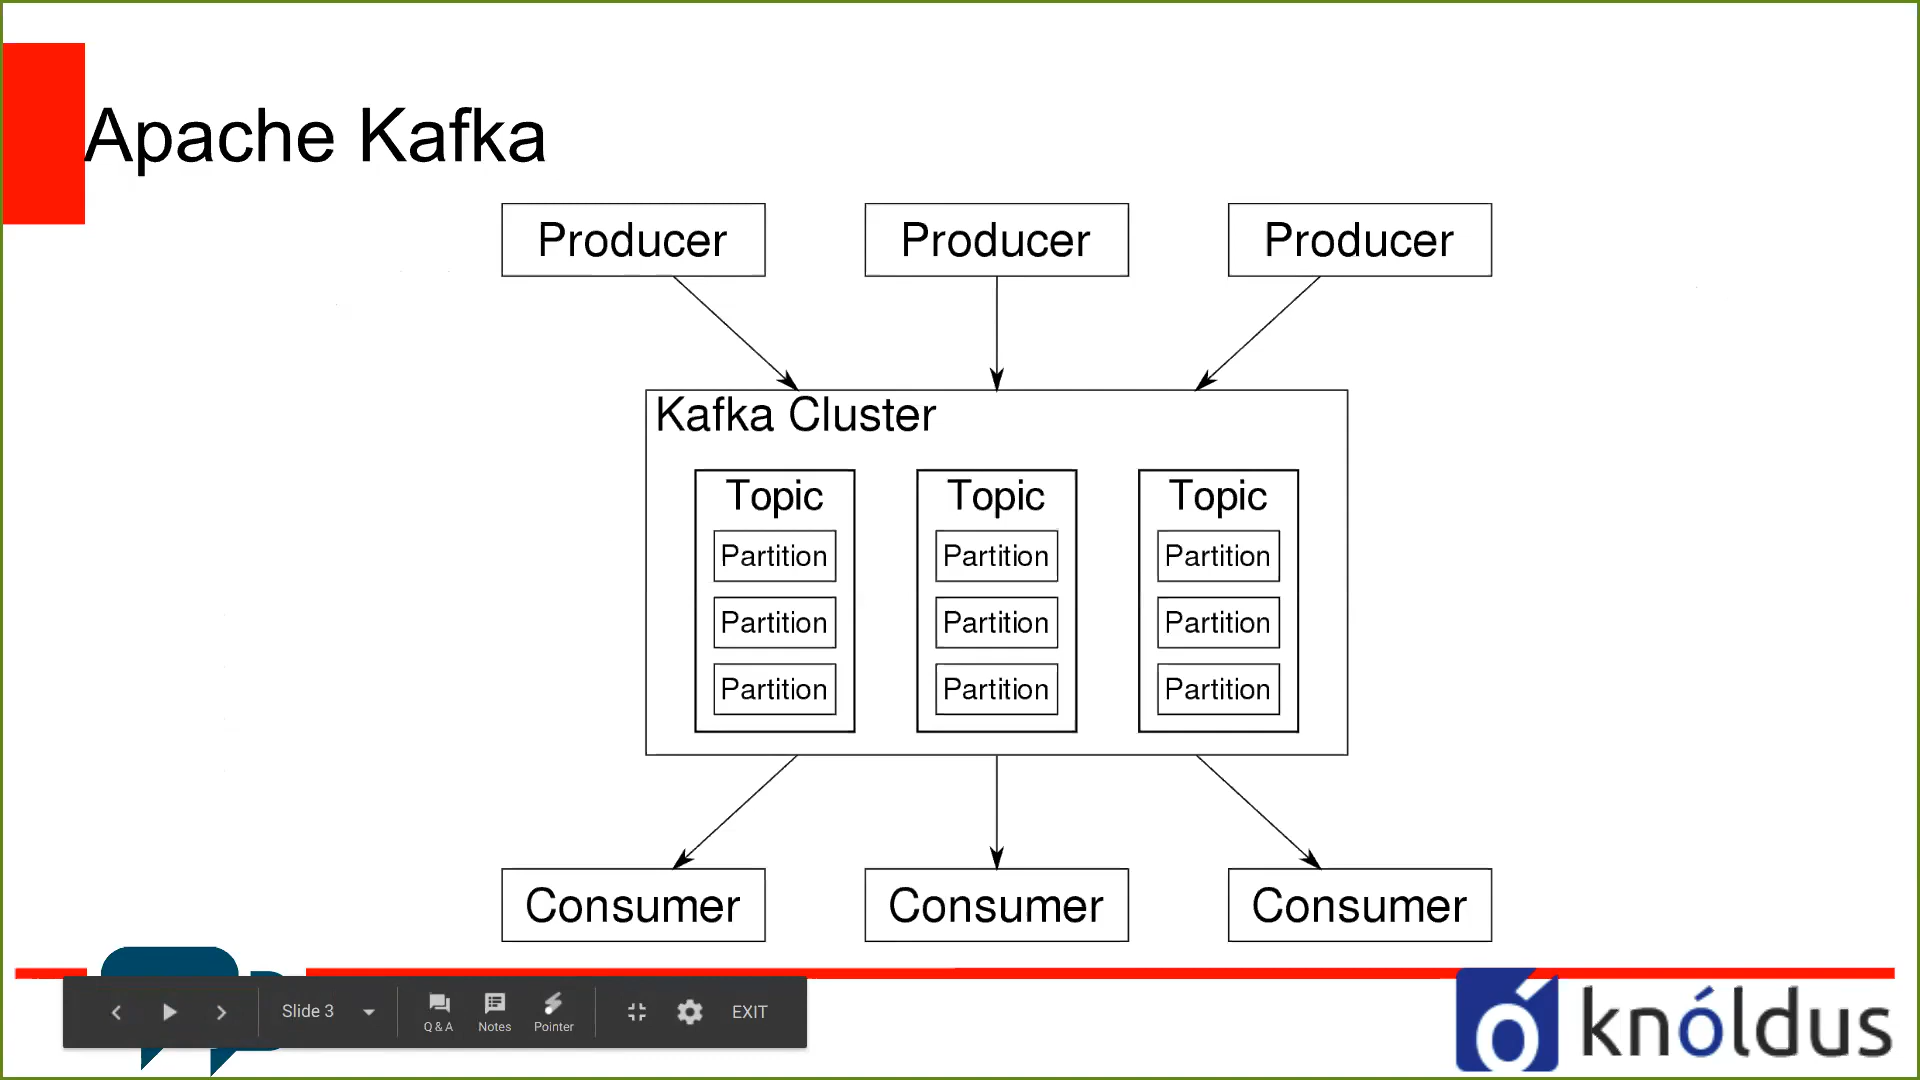 Apache Kafka
Producer Producer Producer
Kafka Cluster
Topic Topic Topic
Partition Partition Partition
Partition Partition Partition
Partition Partition Partition
Consumer Consumer Consumer
Slide 3
Q & A Notes Pointer
EXIT
knóldus